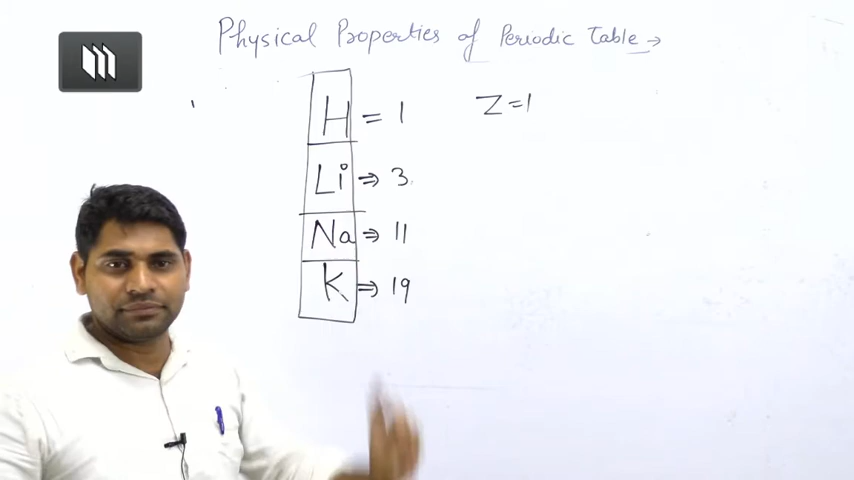 Physical Properties of Periodic Table →
H = 1 Z = 1
Li ⇒ 3
Na ⇒ 11
K ⇒ 19